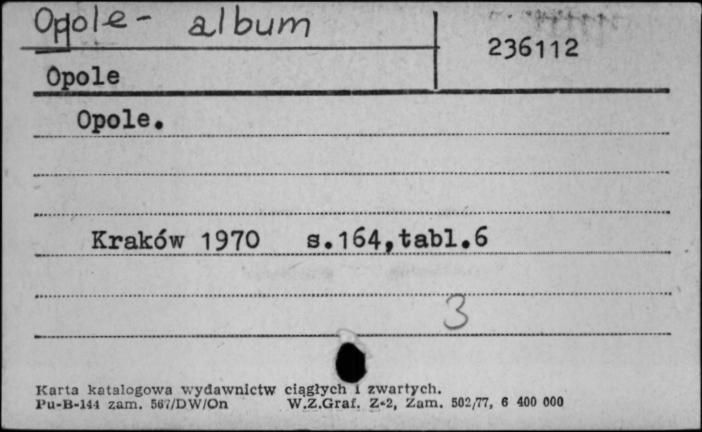 Opole - album
236112
Opole
Opole.
Kraków 1970 s.164,tabl.6
3
Karta katalogowa wydawnictw ciągłych i zwartych.
Pu-B-144 zam. 567/DW/On W.Z.Graf. Z-2, Zam. 502/77, 6 400 000